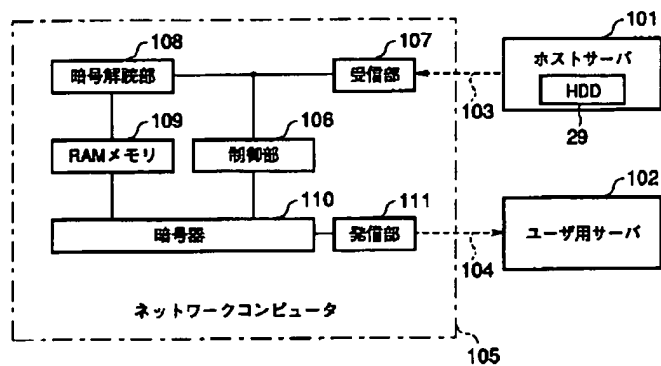 108
暗号解読部
107
受信部
101
ホストサーバ
HDD
29
103
109
RAMメモリ
106
制御部
110
暗号器
111
発信部
102
ユーザ用サーバ
104
ネットワークコンピュータ
105